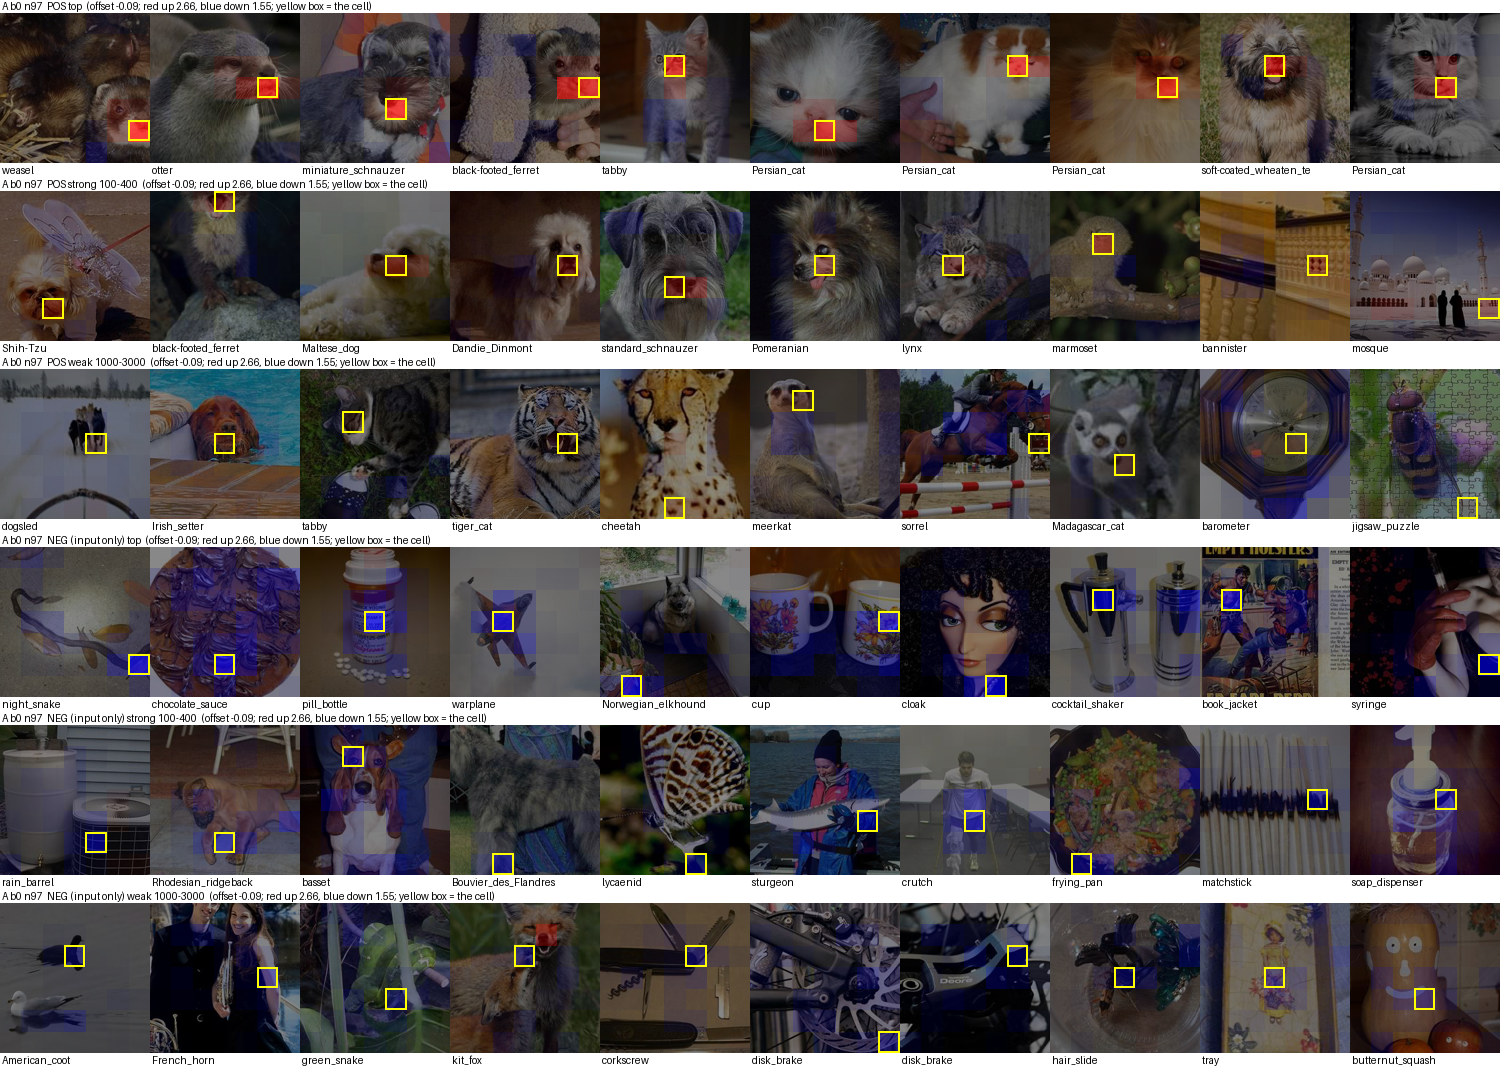 A b0 n97 POS top (offset -0.09; red up 2.66, blue down 1.55; yellow box = the cell)
weasel otter miniature_schnauzer black-footed_ferret tabby Persian_cat Persian_cat Persian_cat soft-coated_wheaten_te Persian_cat
A b0 n97 POS strong 100-400 (offset -0.09; red up 2.66, blue down 1.55; yellow box = the cell)
Shih-Tzu black-footed_ferret Maltese_dog Dandie_Dinmont standard_schnauzer Pomeranian lynx marmoset bannister mosque
A b0 n97 POS weak 1000-3000 (offset -0.09; red up 2.66, blue down 1.55; yellow box = the cell)
dogsled Irish_setter tabby tiger_cat cheetah meerkat sorrel Madagascar_cat barometer jigsaw_puzzle
A b0 n97 NEG (input only) top (offset -0.09; red up 2.66, blue down 1.55; yellow box = the cell)
EMPTY HOLSTERS
night_snake chocolate_sauce pill_bottle warplane Norwegian_elkhound cup cloak cocktail_shaker book_jacket syringe
A b0 n97 NEG (input only) strong 100-400 (offset -0.09; red up 2.66, blue down 1.55; yellow box = the cell)
rain_barrel Rhodesian_ridgeback basset Bouvier_des_Flandres lycaenid sturgeon crutch frying_pan matchstick soap_dispenser
A b0 n97 NEG (input only) weak 1000-3000 (offset -0.09; red up 2.66, blue down 1.55; yellow box = the cell)
Deore
American_coot French_horn green_snake kit_fox corkscrew disk_brake disk_brake hair_slide tray butternut_squash